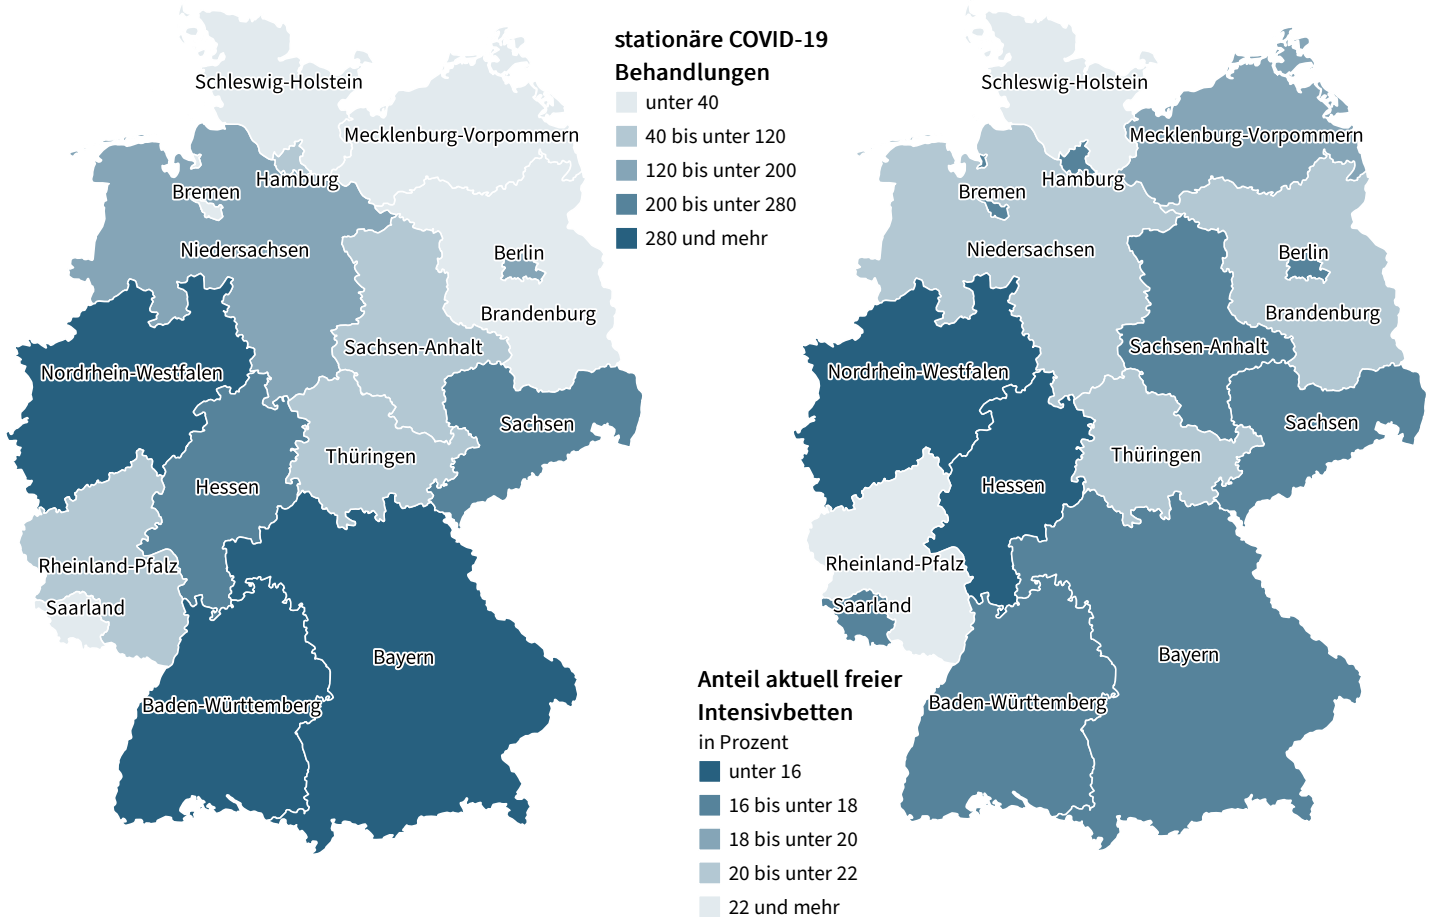 stationäre COVID-19
Behandlungen
unter 40
40 bis unter 120
120 bis unter 200
200 bis unter 280
280 und mehr
Schleswig-Holstein
Mecklenburg-Vorpommern
Hamburg
Bremen
Niedersachsen
Berlin
Brandenburg
Sachsen-Anhalt
Nordrhein-Westfalen
Sachsen
Thüringen
Hessen
Rheinland-Pfalz
Saarland
Bayern
Baden-Württemberg
Schleswig-Holstein
Mecklenburg-Vorpommern
Hamburg
Bremen
Niedersachsen
Berlin
Brandenburg
Sachsen-Anhalt
Nordrhein-Westfalen
Sachsen
Thüringen
Hessen
Rheinland-Pfalz
Saarland
Bayern
Baden-Württemberg
Anteil aktuell freier
Intensivbetten
in Prozent
unter 16
16 bis unter 18
18 bis unter 20
20 bis unter 22
22 und mehr